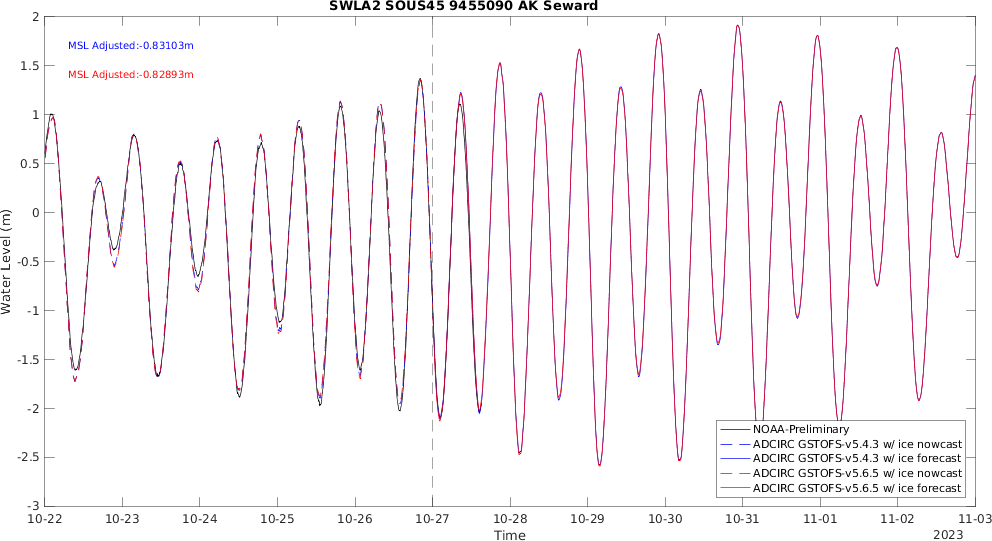 SWLA2 SOUS45 9455090 AK Seward
MSL Adjusted:-0.83103m
MSL Adjusted:-0.82893m
Water Level (m)
2
1.5
1
0.5
0
-0.5
-1
-1.5
-2
-2.5
-3
NOAA-Preliminary
ADCIRC GSTOFS-v5.4.3 w/ ice nowcast
ADCIRC GSTOFS-v5.4.3 w/ ice forecast
ADCIRC GSTOFS-v5.6.5 w/ ice nowcast
ADCIRC GSTOFS-v5.6.5 w/ ice forecast
10-22 10-23 10-24 10-25 10-26 10-27 10-28 10-29 10-30 10-31 11-01 11-02 11-03
Time
2023